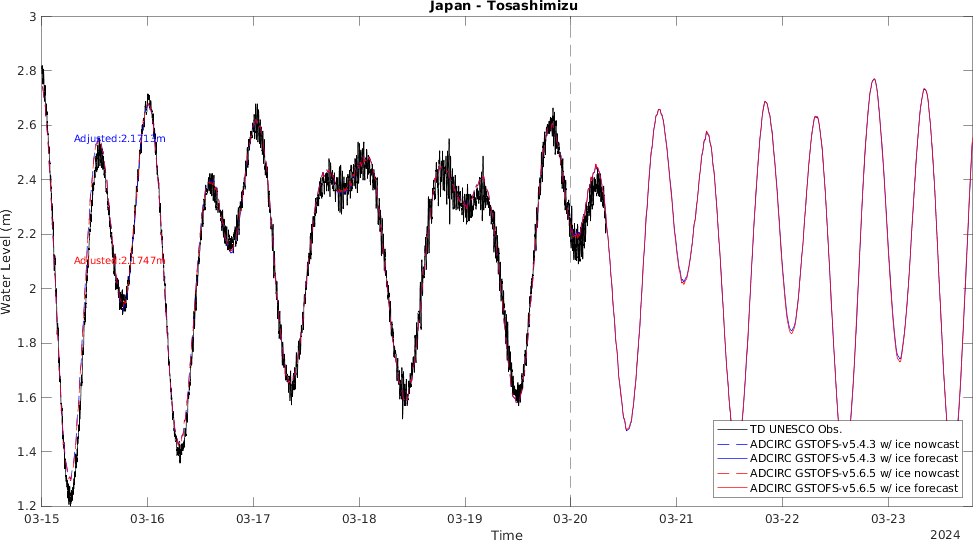 Japan - Tosashimizu
3
2.8
2.6
2.4
2.2
2
1.8
1.6
1.4
1.2
Water Level (m)
Adjusted:2.1713m
Adjusted:2.1747m
TD UNESCO Obs.
ADCIRC GSTOFS-v5.4.3 w/ ice nowcast
ADCIRC GSTOFS-v5.4.3 w/ ice forecast
ADCIRC GSTOFS-v5.6.5 w/ ice nowcast
ADCIRC GSTOFS-v5.6.5 w/ ice forecast
03-15 03-16 03-17 03-18 03-19 03-20 03-21 03-22 03-23
Time
2024